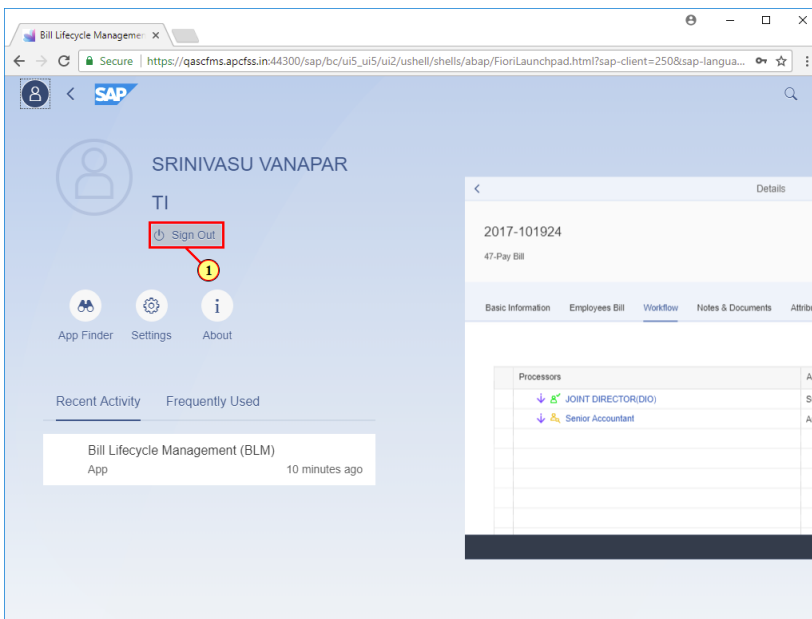 Bill Lifecycle Managemen
Secure | https://qascfms.apcfss.in:44300/sap/bc/ui5_ui5/ui2/ushell/shells/abap/FioriLaunchpad.html?sap-client=250&sap-langua...
SAP
SRINIVASU VANAPAR
TI
Sign Out
1
App Finder Settings About
Recent Activity Frequently Used
Bill Lifecycle Management (BLM)
App 10 minutes ago
Details
2017-101924
47-Pay Bill
Basic Information Employees Bill Workflow Notes & Documents Attrib
Processors A
JOINT DIRECTOR(DIO) S
Senior Accountant A